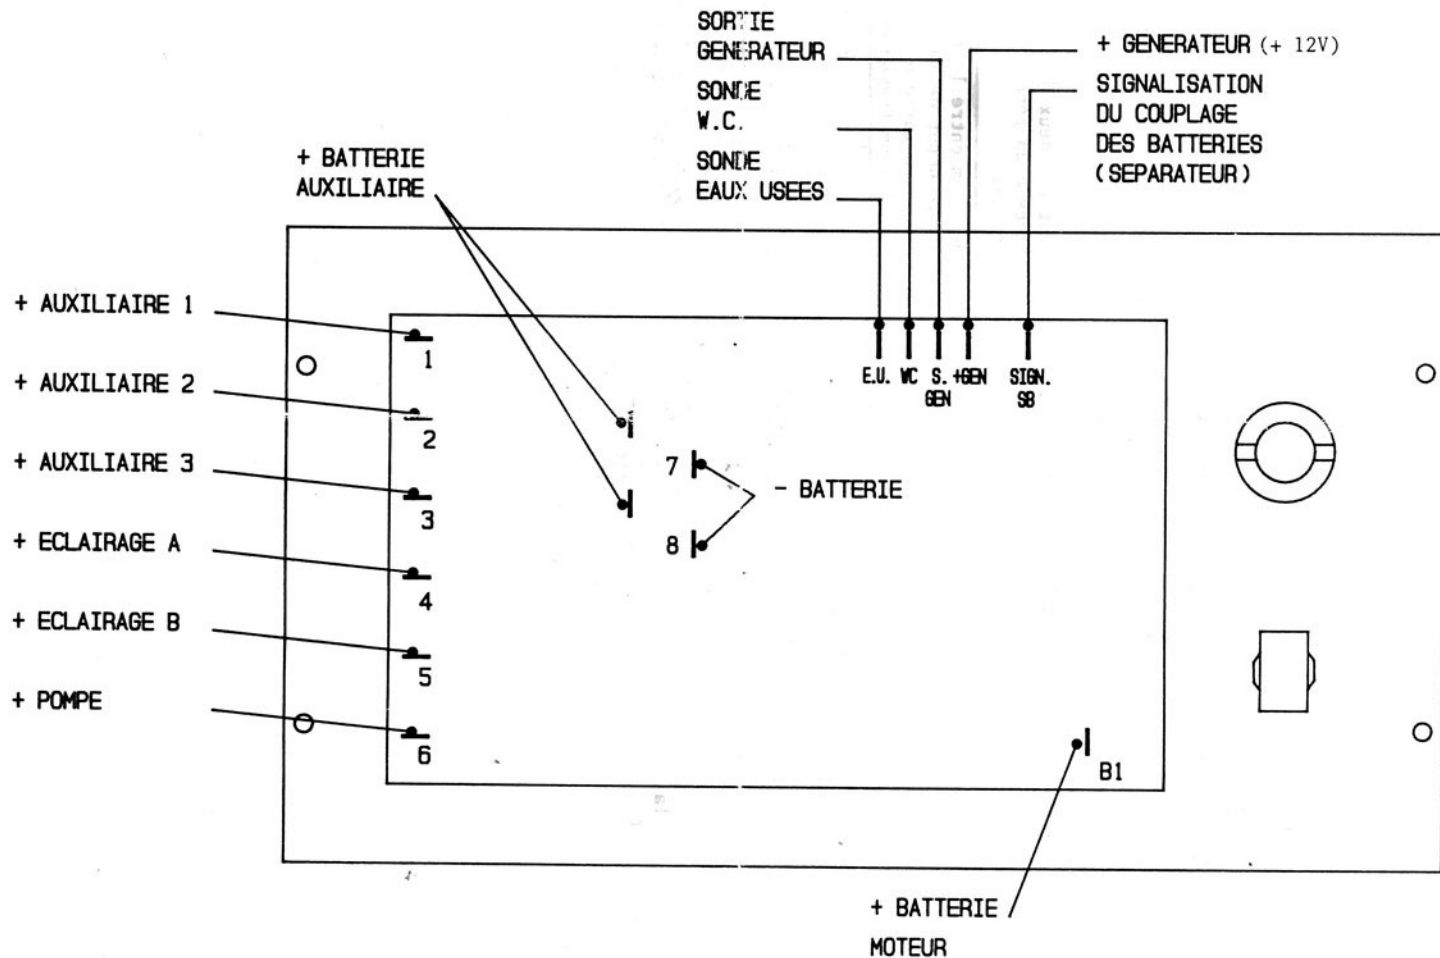 SORTIE
GENERATEUR
+ GENERATEUR (+ 12V)
SONDE
W.C.
SIGNALISATION
DU COUPLAGE
DES BATTERIES
(SEPARATEUR)
SONDE
EAUX USEES
+ BATTERIE
AUXILIAIRE
+ AUXILIAIRE 1
+ AUXILIAIRE 2
+ AUXILIAIRE 3
+ ECLAIRAGE A
+ ECLAIRAGE B
+ POMPE
1
2
3
4
5
6
E.U. WC S. +GEN SIGN.
GEN SB
7
8
- BATTERIE
B1
+ BATTERIE
MOTEUR